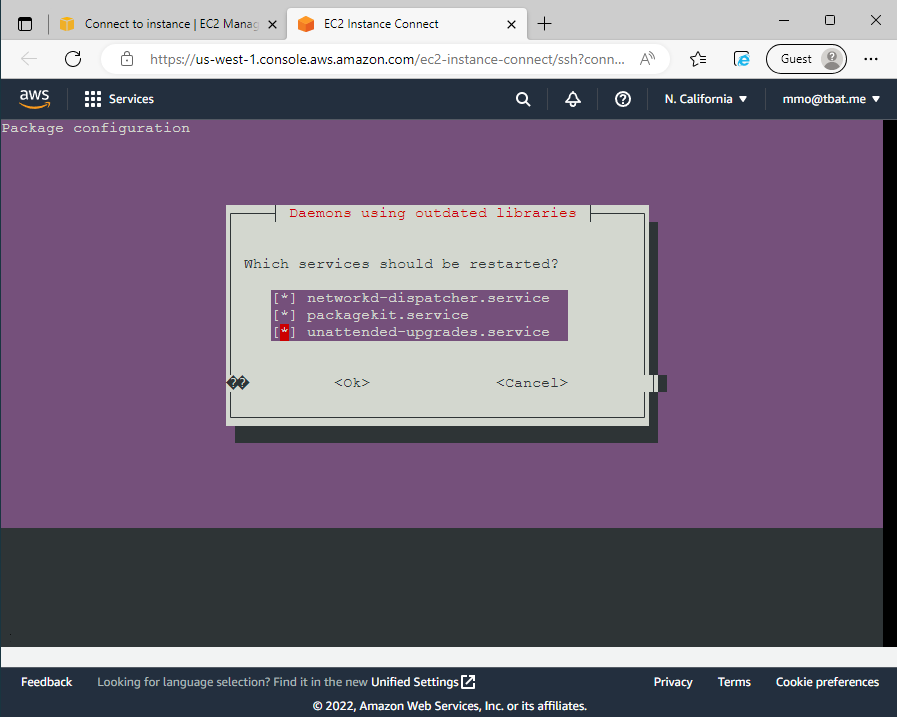 Connect to instance | EC2 Manag
EC2 Instance Connect
https://us-west-1.console.aws.amazon.com/ec2-instance-connect/ssh?conn...
Guest
aws
Services
N. California
mmo@tbat.me
Package configuration
Daemons using outdated libraries
Which services should be restarted?
[*] networkd-dispatcher.service
[*] packagekit.service
[*] unattended-upgrades.service
��
<Ok>
<Cancel>
Feedback
Looking for language selection? Find it in the new Unified Settings
Privacy
Terms
Cookie preferences
© 2022, Amazon Web Services, Inc. or its affiliates.